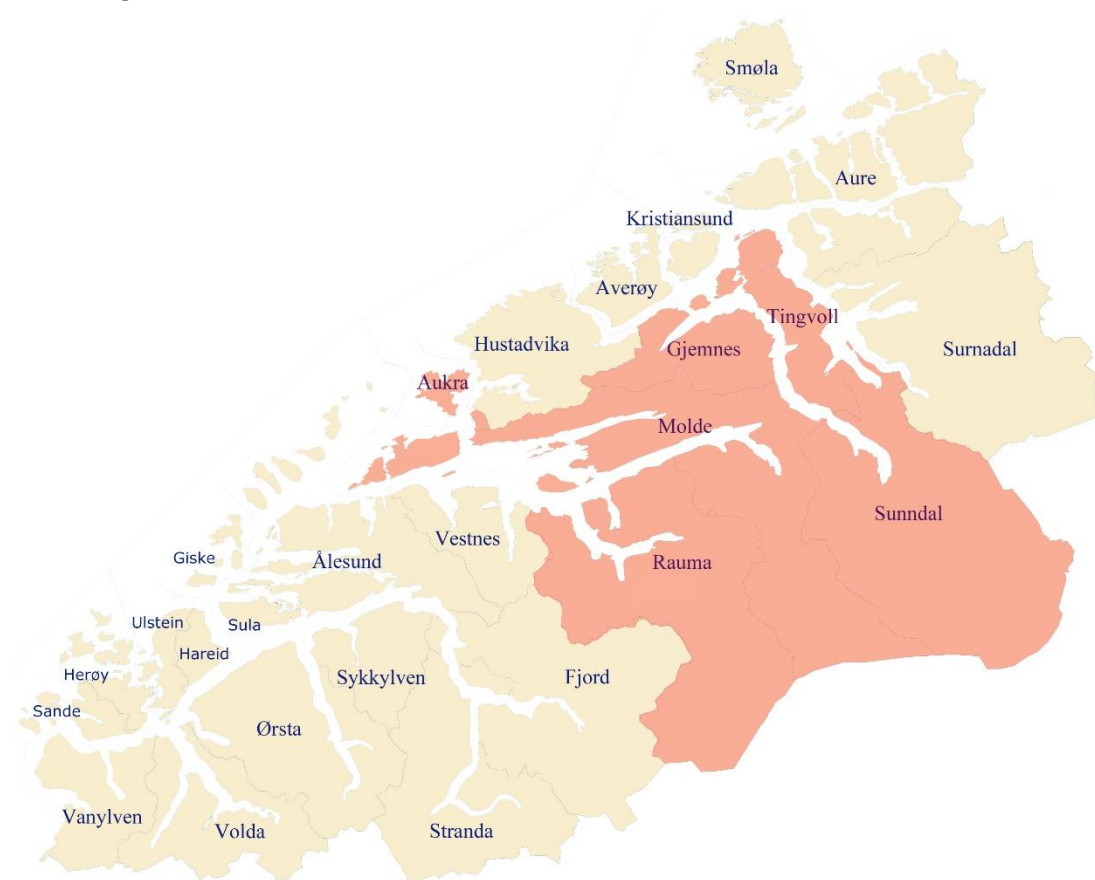 Smøla
Aure
Kristiansund
Averøy
Tingvoll
Hustadvika
Gjemnes
Surnadal
Aukra
Molde
Sunndal
Vestnes
Giske
Ålesund
Rauma
Ulstein
Sula
Hareid
Herøy
Sykkylven
Fjord
Sande
Ørsta
Vanylven
Volda
Stranda